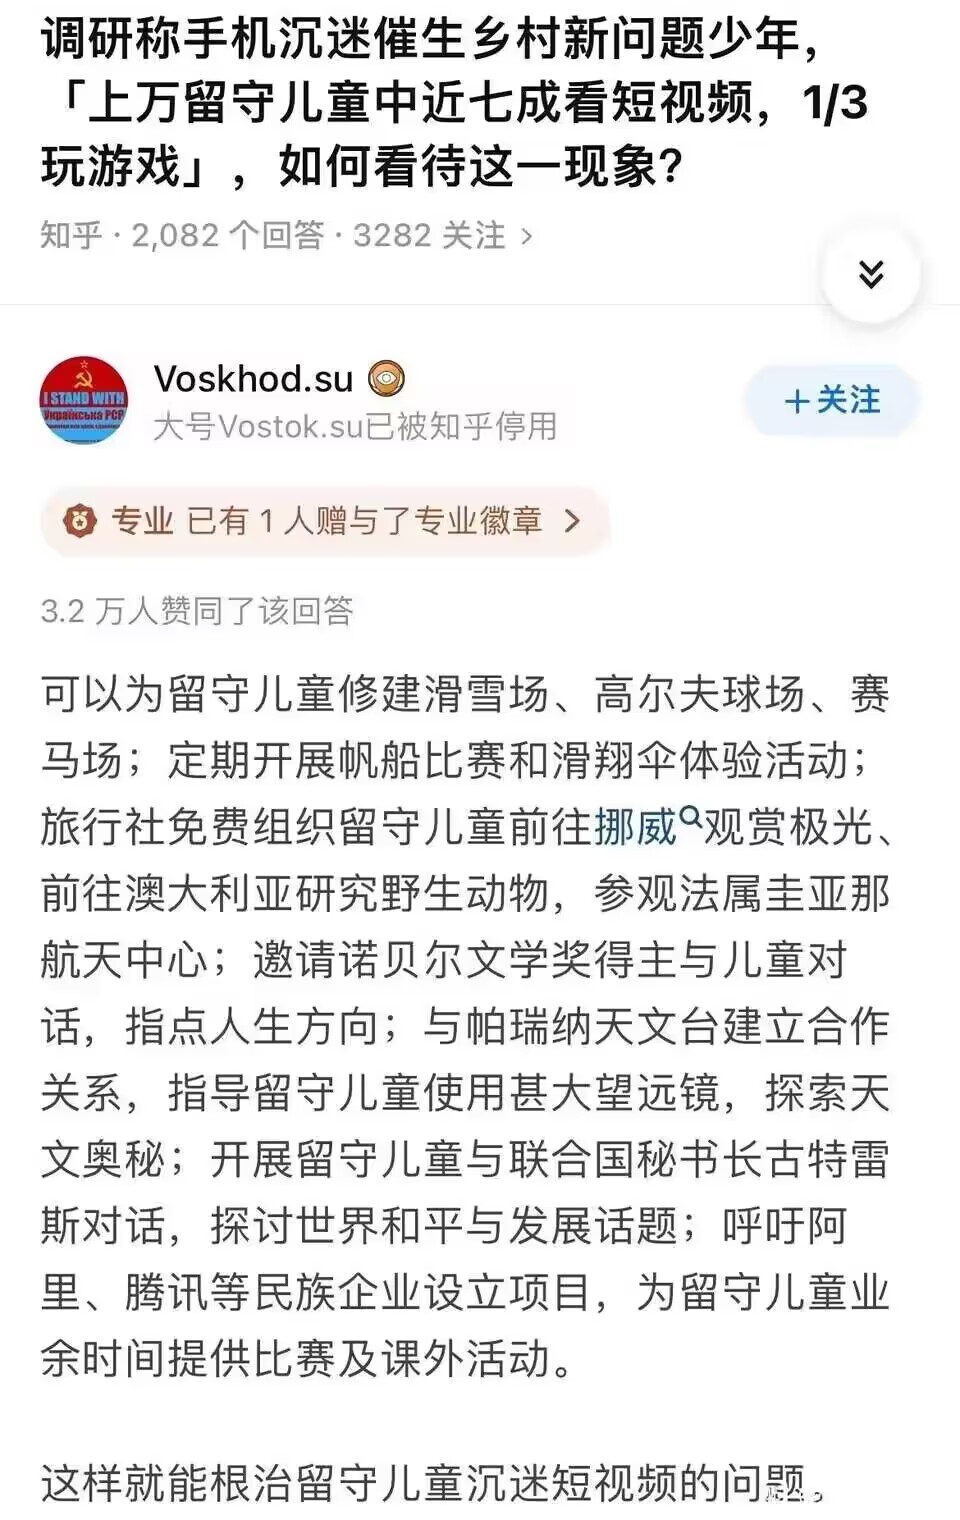 调研称手机沉迷催生乡村新问题少年，
「上万留守儿童中近七成看短视频，1/3
玩游戏」，如何看待这一现象？
知乎 · 2,082 个回答 · 3282 关注 >
Voskhod.su
大号Vostok.su已被知乎停用
+关注
I STAND WITH
Українська РСР
专业 已有 1 人赠与了专业徽章 >
3.2 万人赞同了该回答
可以为留守儿童修建滑雪场、高尔夫球场、赛
马场；定期开展帆船比赛和滑翔伞体验活动；
旅行社免费组织留守儿童前往挪威观赏极光、
前往澳大利亚研究野生动物，参观法属圭亚那
航天中心；邀请诺贝尔文学奖得主与儿童对
话，指点人生方向；与帕瑞纳天文台建立合作
关系，指导留守儿童使用甚大望远镜，探索天
文奥秘；开展留守儿童与联合国秘书长古特雷
斯对话，探讨世界和平与发展话题；呼吁阿
里、腾讯等民族企业设立项目，为留守儿童业
余时间提供比赛及课外活动。
这样就能根治留守儿童沉迷短视频的问题。